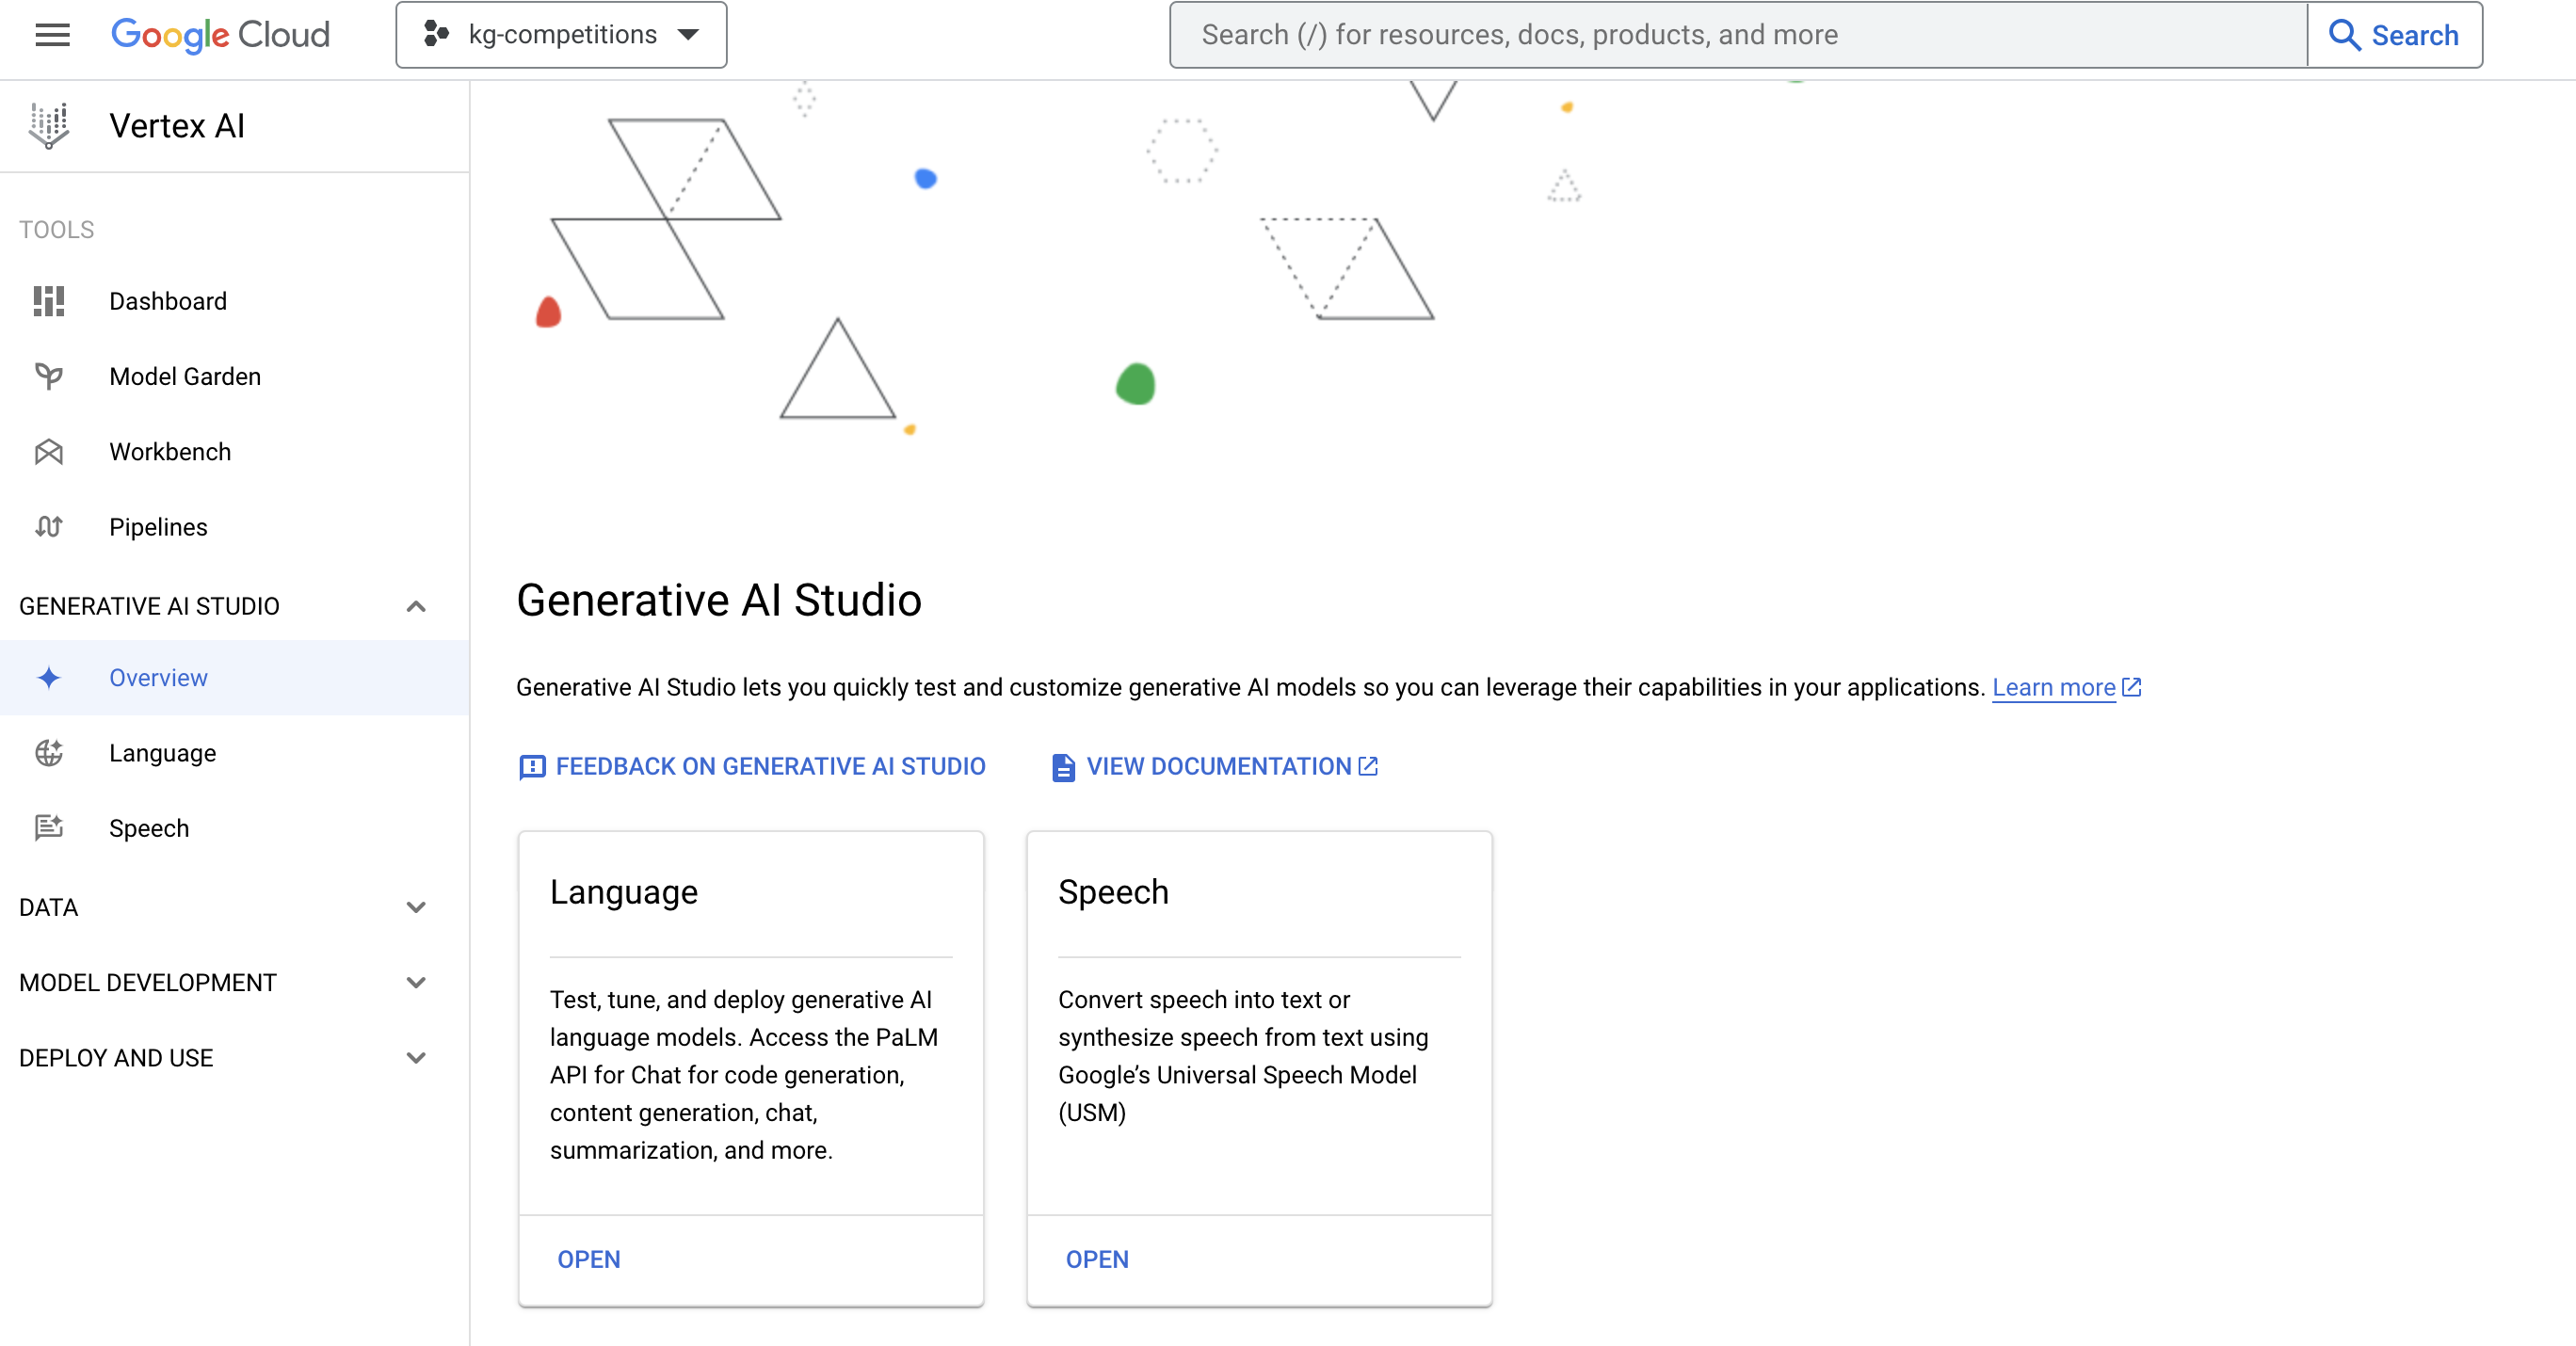 Google Cloud
kg-competitions
Search (/) for resources, docs, products, and more
Search
Vertex AI
TOOLS
Dashboard
Model Garden
Workbench
Pipelines
GENERATIVE AI STUDIO
Overview
Language
Speech
DATA
MODEL DEVELOPMENT
DEPLOY AND USE
Generative AI Studio
Generative AI Studio lets you quickly test and customize generative AI models so you can leverage their capabilities in your applications. Learn more
FEEDBACK ON GENERATIVE AI STUDIO
VIEW DOCUMENTATION
Language
Test, tune, and deploy generative AI
language models. Access the PaLM
API for Chat for code generation,
content generation, chat,
summarization, and more.
OPEN
Speech
Convert speech into text or
synthesize speech from text using
Google’s Universal Speech Model
(USM)
OPEN